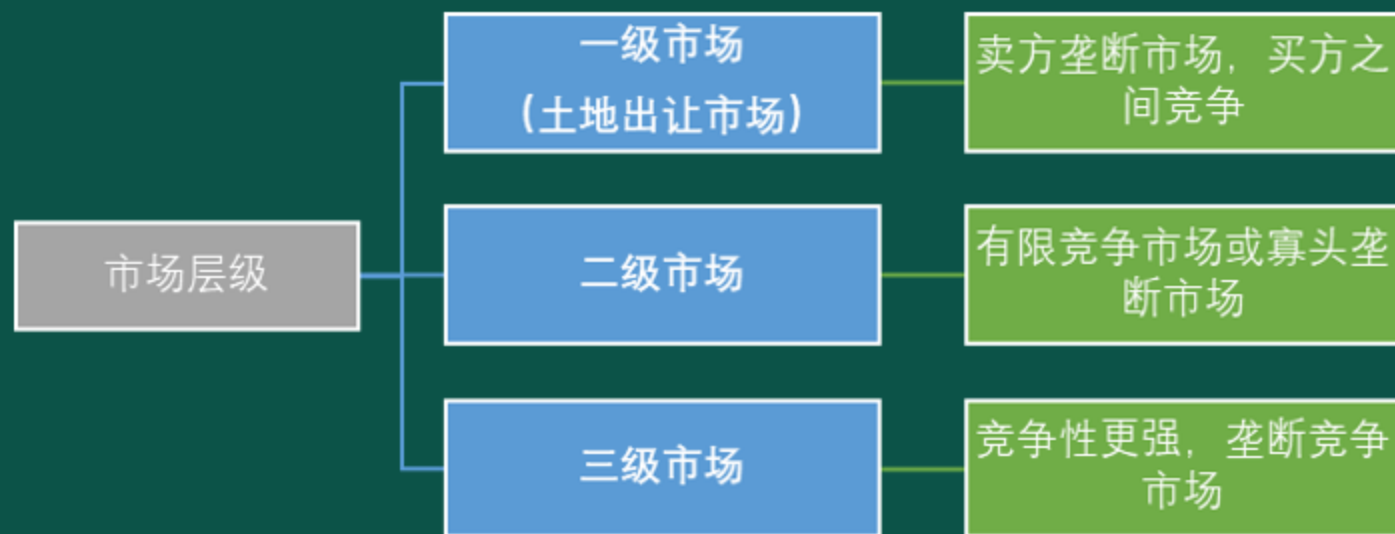 一级市场
(土地出让市场)
卖方垄断市场，买方之
间竞争
市场层级
二级市场
有限竞争市场或寡头垄
断市场
三级市场
竞争性更强，垄断竞争
市场